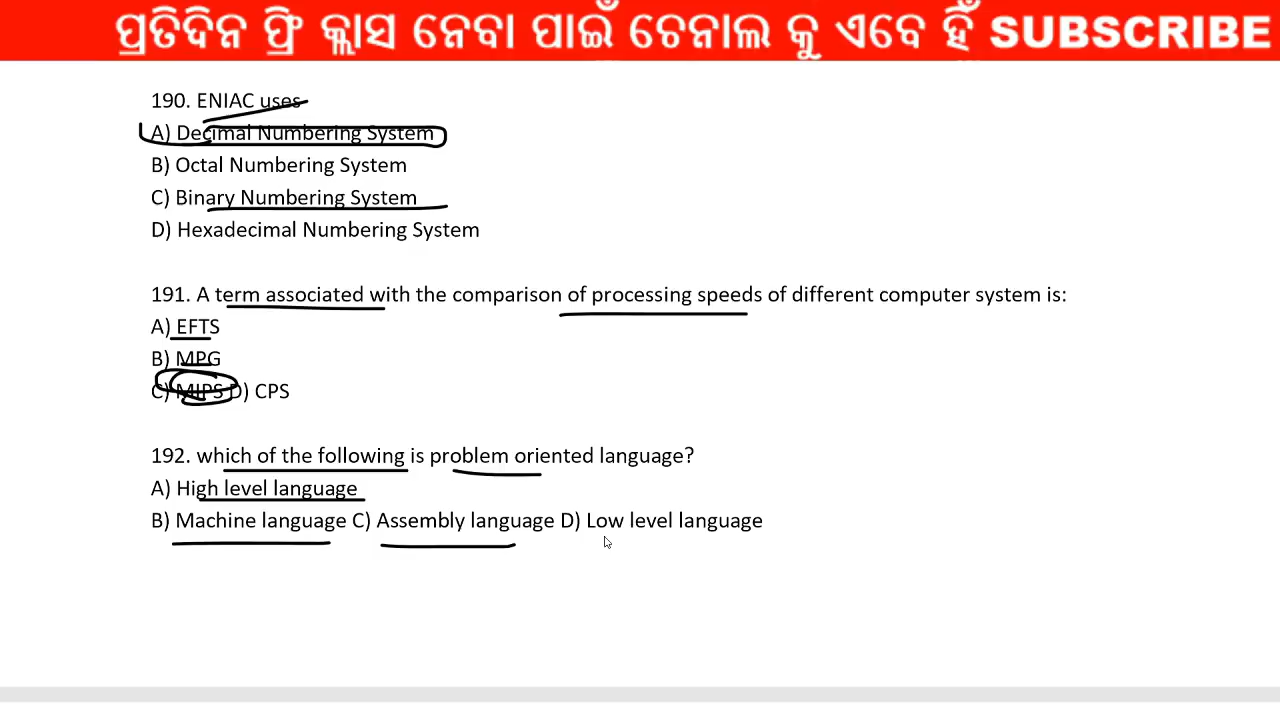 ପ୍ରତିଦିନ ଫ୍ରି କ୍ଲାସ ନେବା ପାଇଁ ଚେନାଲ କୁ ଏବେ ହିଁ SUBSCRIBE
190. ENIAC uses
A) Decimal Numbering System
B) Octal Numbering System
C) Binary Numbering System
D) Hexadecimal Numbering System
191. A term associated with the comparison of processing speeds of different computer system is:
A) EFTS
B) MPG
C) MIPS D) CPS
192. which of the following is problem oriented language?
A) High level language
B) Machine language C) Assembly language D) Low level language